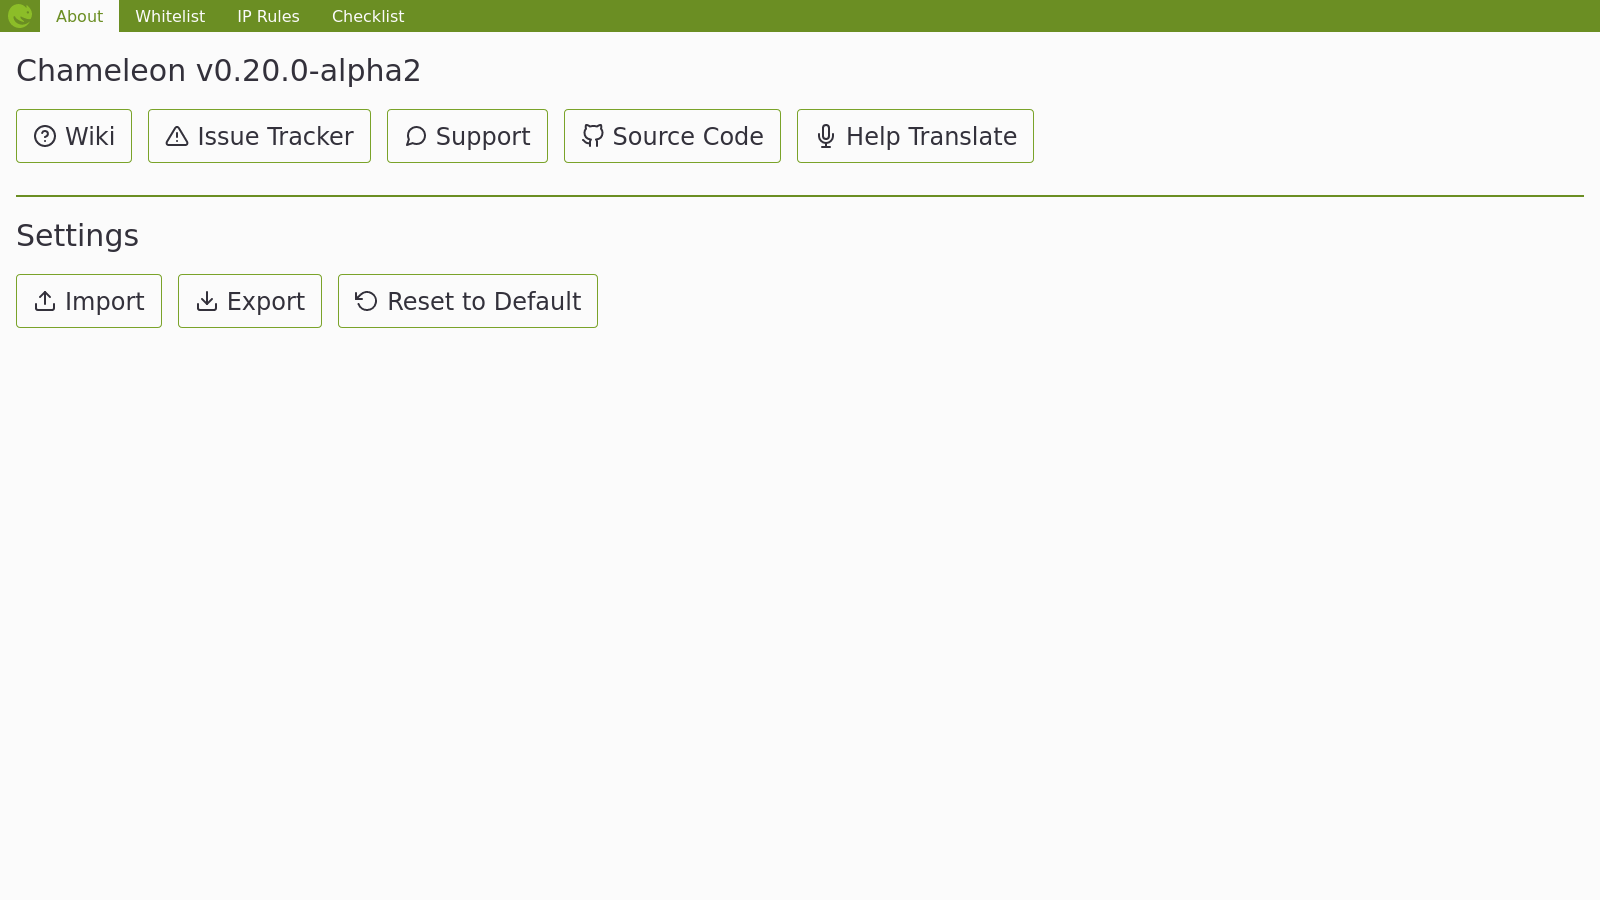 About Whitelist IP Rules Checklist
Chameleon v0.20.0-alpha2
Wiki Issue Tracker Support Source Code Help Translate
Settings
Import Export Reset to Default